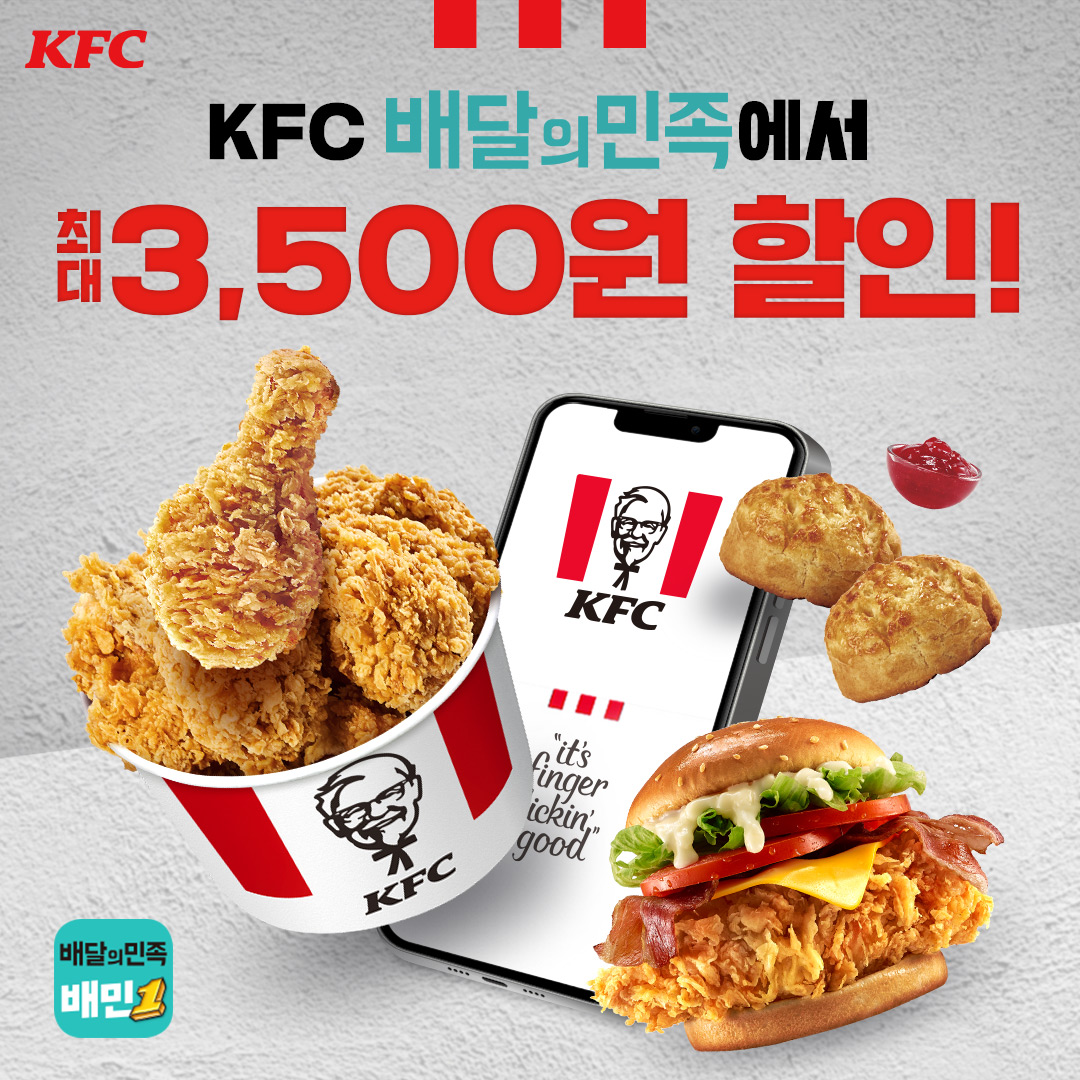 KFC
KFC 배달의민족에서
최대 3,500원 할인!
KFC
"it's
finger
lickin'
good"
KFC
배달의민족
배민1